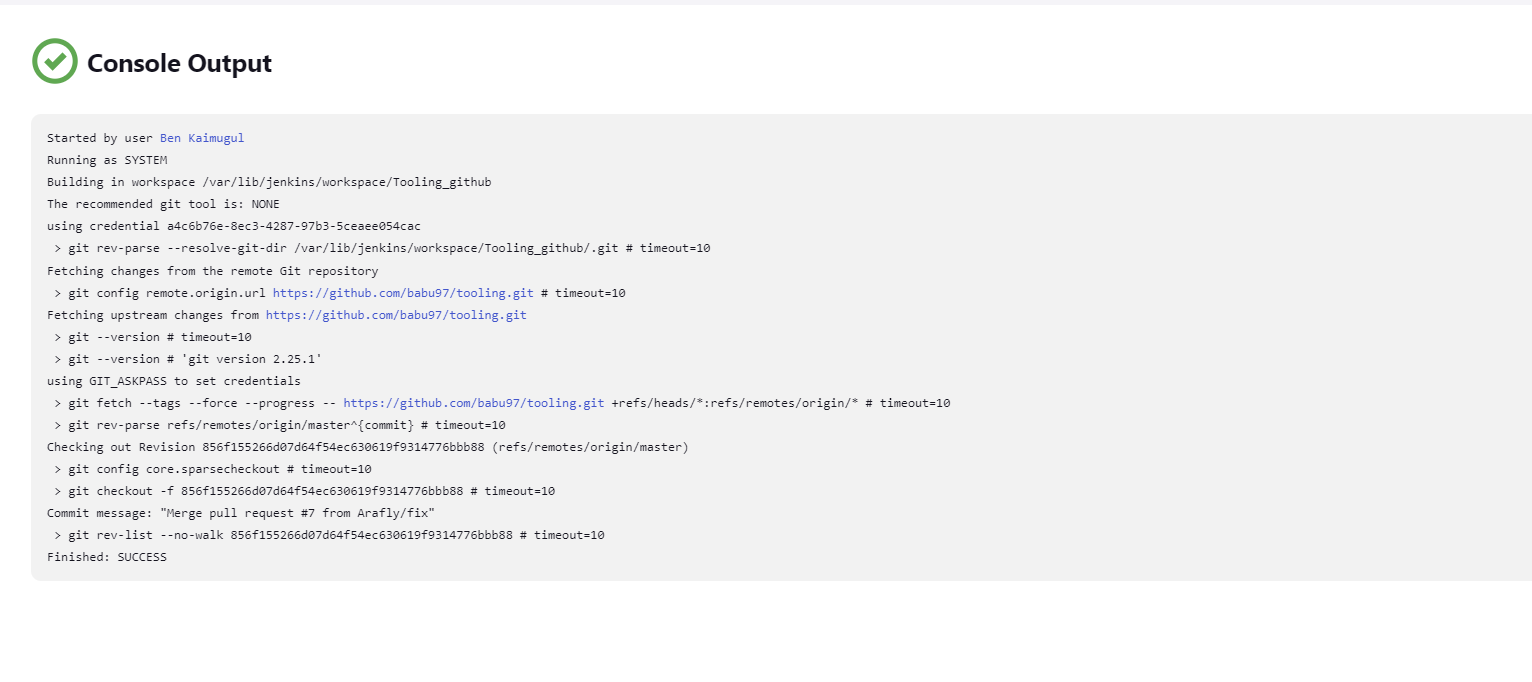 Console Output
Started by user Ben Kaimugul
Running as SYSTEM
Building in workspace /var/lib/jenkins/workspace/Tooling_github
The recommended git tool is: NONE
using credential a4c6b76e-8ec3-4287-97b3-5ceaee054cac
> git rev-parse --resolve-git-dir /var/lib/jenkins/workspace/Tooling_github/.git # timeout=10
Fetching changes from the remote Git repository
> git config remote.origin.url https://github.com/babu97/tooling.git # timeout=10
Fetching upstream changes from https://github.com/babu97/tooling.git
> git --version # timeout=10
> git --version # 'git version 2.25.1'
using GIT_ASKPASS to set credentials
> git fetch --tags --force --progress -- https://github.com/babu97/tooling.git +refs/heads/*:refs/remotes/origin/* # timeout=10
> git rev-parse refs/remotes/origin/master^{commit} # timeout=10
Checking out Revision 856f155266d07d64f54ec630619f9314776bbb88 (refs/remotes/origin/master)
> git config core.sparsecheckout # timeout=10
> git checkout -f 856f155266d07d64f54ec630619f9314776bbb88 # timeout=10
Commit message: "Merge pull request #7 from Arafly/fix"
> git rev-list --no-walk 856f155266d07d64f54ec630619f9314776bbb88 # timeout=10
Finished: SUCCESS